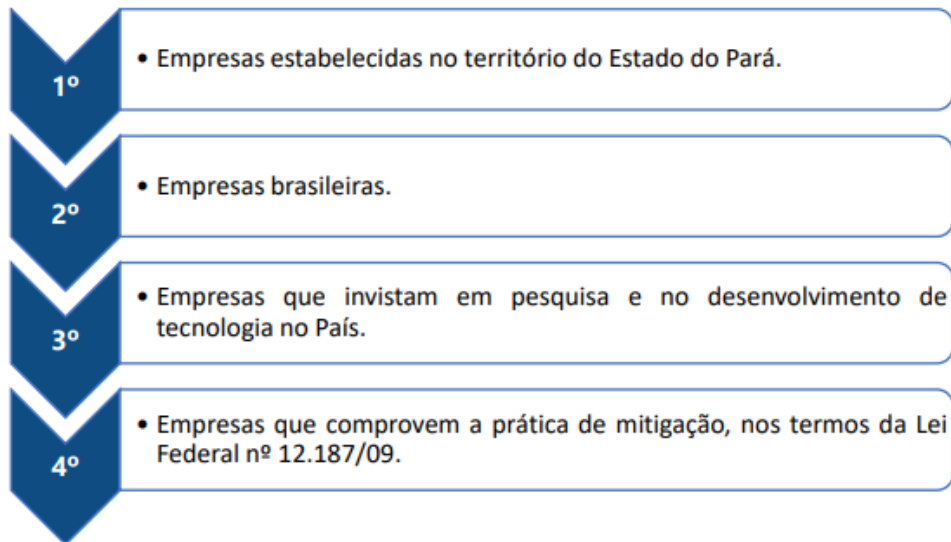 1º
• Empresas estabelecidas no território do Estado do Pará.
2º
• Empresas brasileiras.
3º
• Empresas que invistam em pesquisa e no desenvolvimento de
tecnologia no País.
4º
• Empresas que comprovem a prática de mitigação, nos termos da Lei
Federal nº 12.187/09.